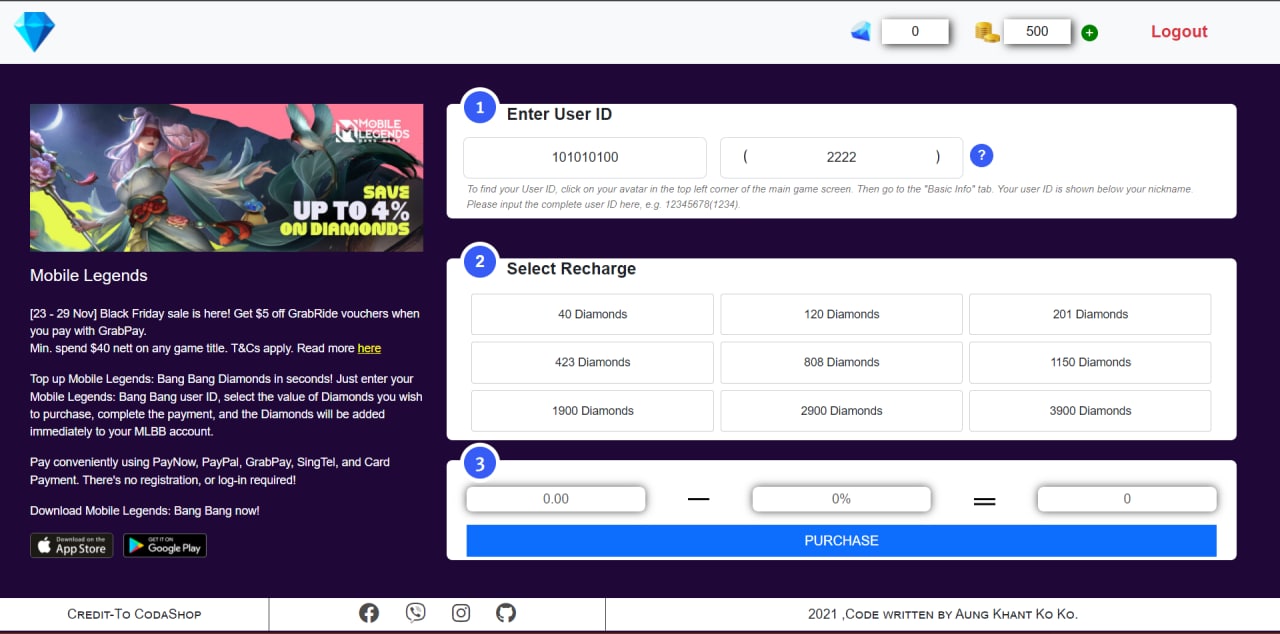 0
500
Logout
MOBILE
LEGENDS
BANG BANG
SAVE
UP TO 4%
ON DIAMONDS
Mobile Legends
[23 - 29 Nov] Black Friday sale is here! Get $5 off GrabRide vouchers when
you pay with GrabPay.
Min. spend $40 nett on any game title. T&Cs apply. Read more here
Top up Mobile Legends: Bang Bang Diamonds in seconds! Just enter your
Mobile Legends: Bang Bang user ID, select the value of Diamonds you wish
to purchase, complete the payment, and the Diamonds will be added
immediately to your MLBB account.
Pay conveniently using PayNow, PayPal, GrabPay, SingTel, and Card
Payment. There's no registration, or log-in required!
Download Mobile Legends: Bang Bang now!
Download on the
App Store
GET IT ON
Google Play
1 Enter User ID
101010100
( 2222 )
?
To find your User ID, click on your avatar in the top left corner of the main game screen. Then go to the "Basic Info" tab. Your user ID is shown below your nickname.
Please input the complete user ID here, e.g. 12345678(1234).
2 Select Recharge
40 Diamonds
120 Diamonds
201 Diamonds
423 Diamonds
808 Diamonds
1150 Diamonds
1900 Diamonds
2900 Diamonds
3900 Diamonds
3
0.00
0%
0
PURCHASE
Credit-To CodaShop
2021 ,Code written by Aung Khant Ko Ko.